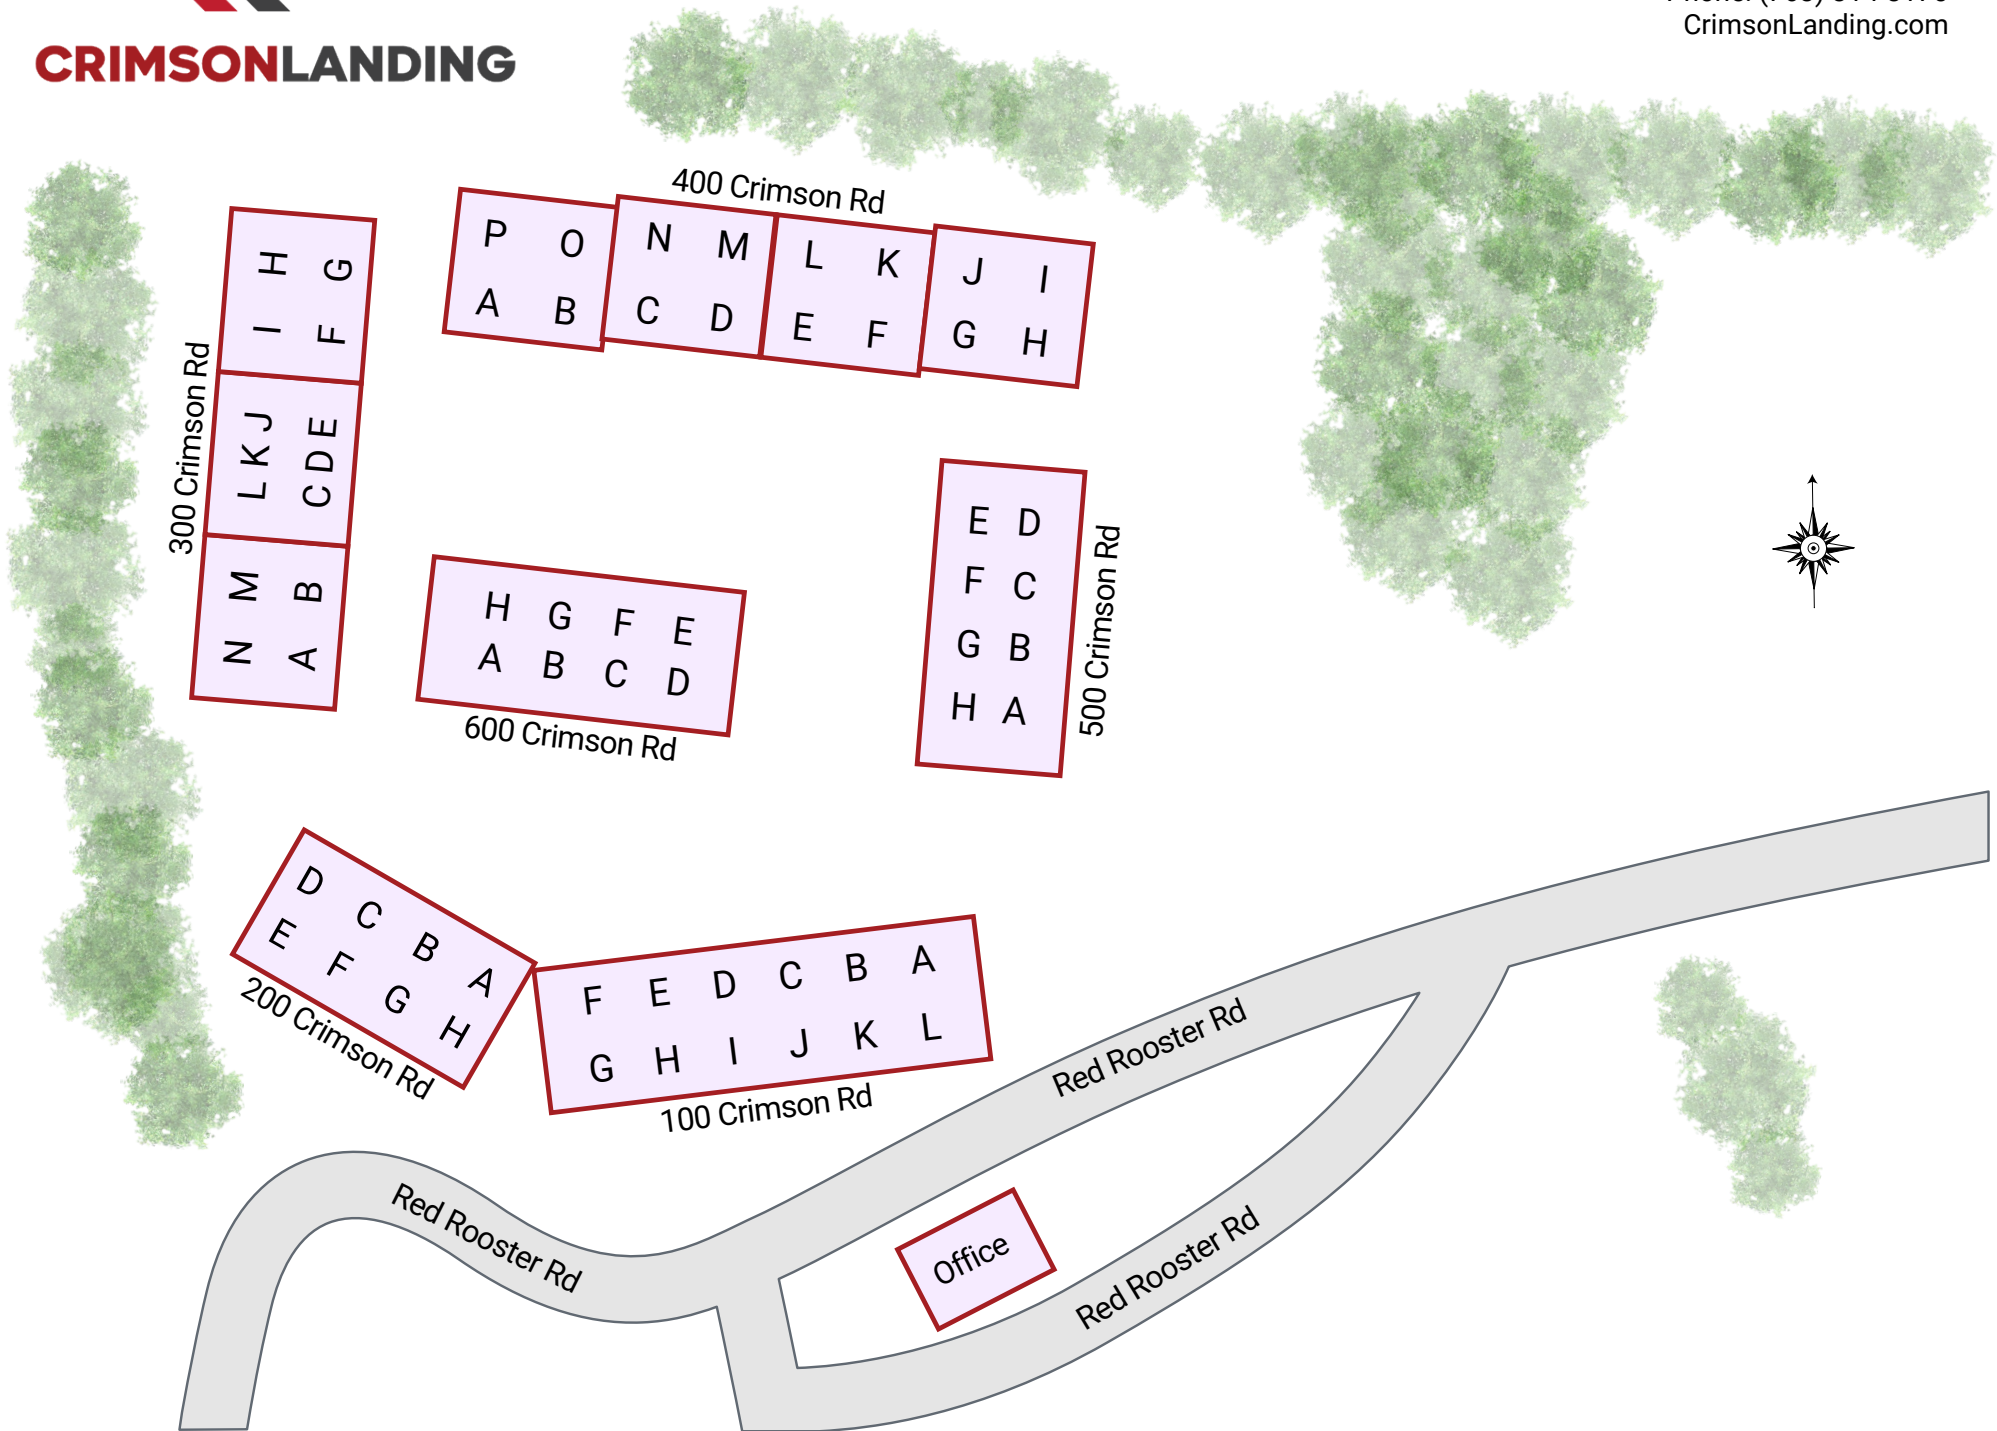 CrimsonLanding.com
CRIMSONLANDING
400 Crimson Rd
P O N M L K J I
A B C D E F G H
300 Crimson Rd
H G
I F
J E
K D
L C
M B
N A
E D
F C
G B
H A
500 Crimson Rd
H G F E
A B C D
600 Crimson Rd
D C B A
E F G H
200 Crimson Rd
F E D C B A
G H I J K L
100 Crimson Rd
Red Rooster Rd
Red Rooster Rd
Office
Red Rooster Rd